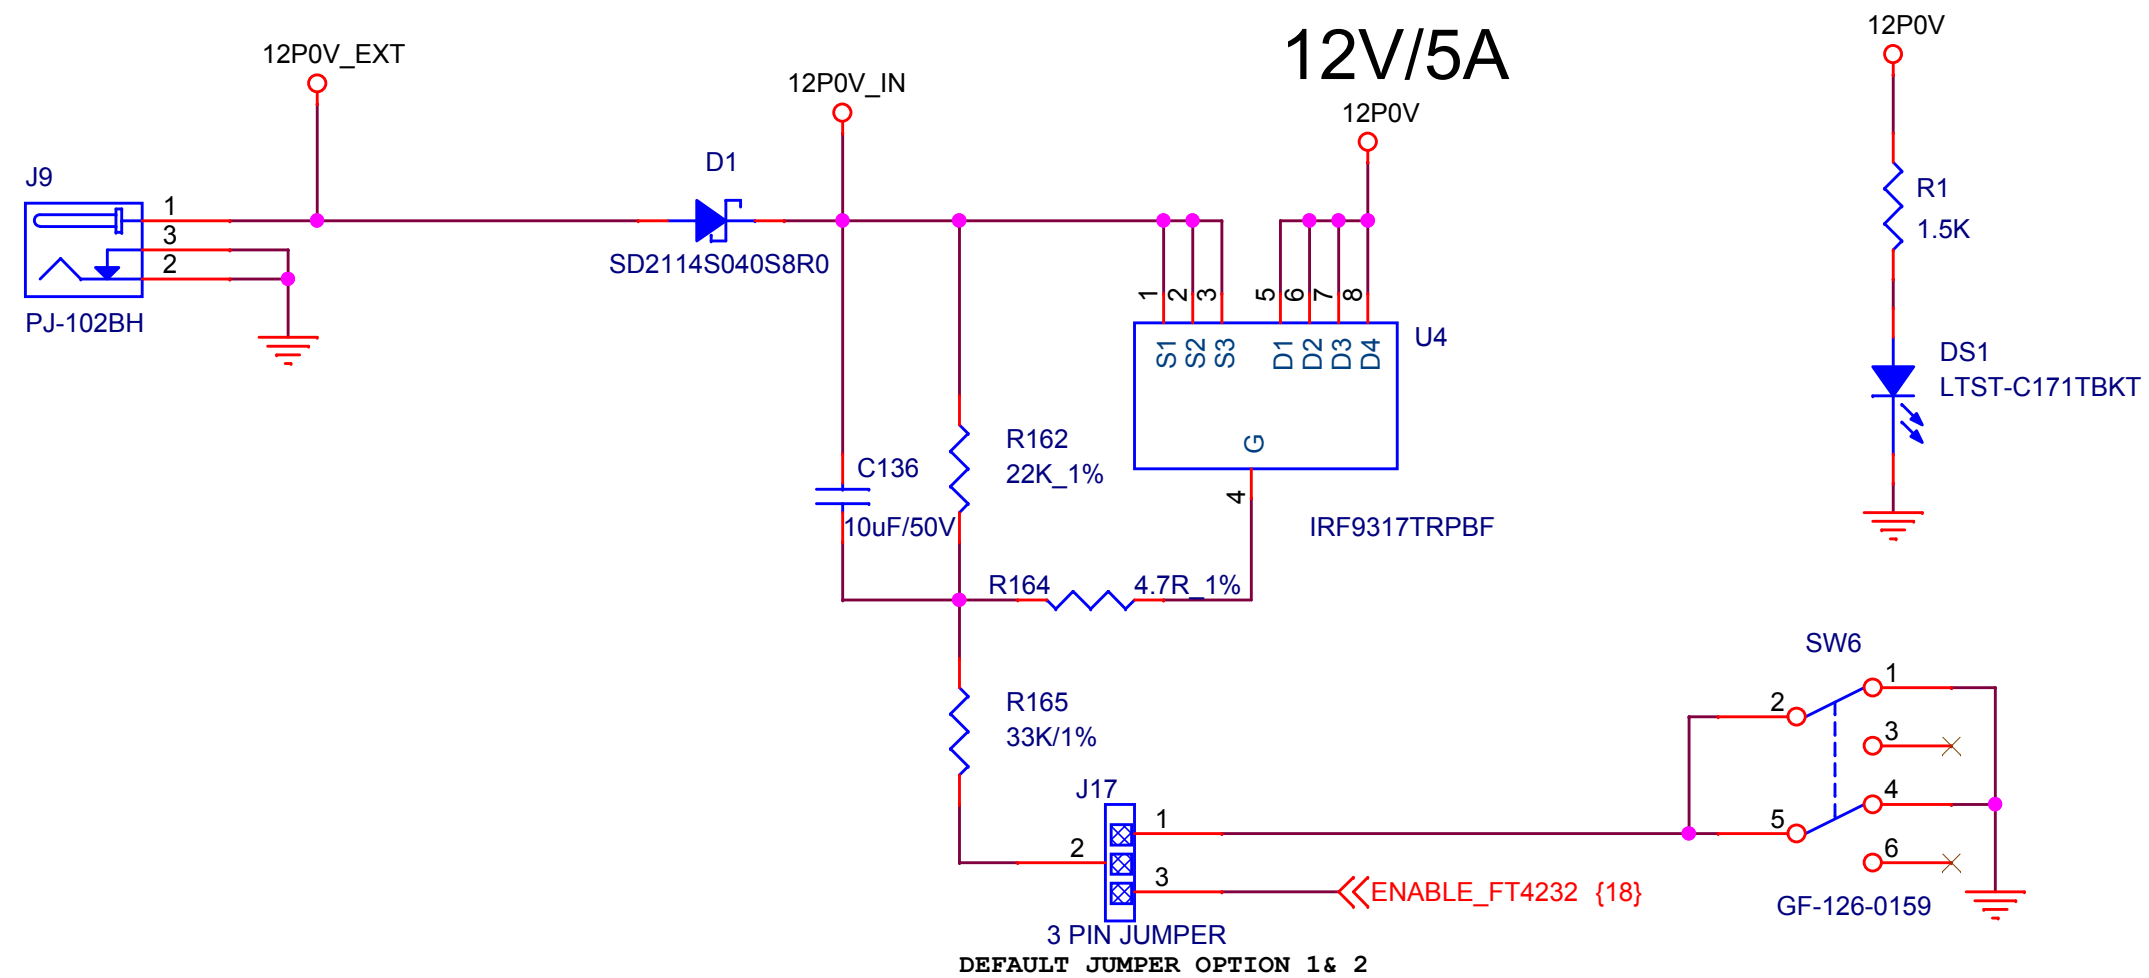 12V/5A
12P0V
12P0V_EXT
12P0V_IN
12P0V
J9
1
3
2
PJ-102BH
D1
SD2114S040S8R0
R1
1.5K
DS1
LTST-C171TBKT
1
2
3
5
6
7
8
S1
S2
S3
D1
D2
D3
D4
G
4
U4
IRF9317TRPBF
R162
22K_1%
C136
10uF/50V
R164
4.7R_1%
R165
33K/1%
J17
1
2
3
3 PIN JUMPER
DEFAULT JUMPER OPTION 1& 2
ENABLE_FT4232 {18}
SW6
1
2
3
4
5
6
GF-126-0159